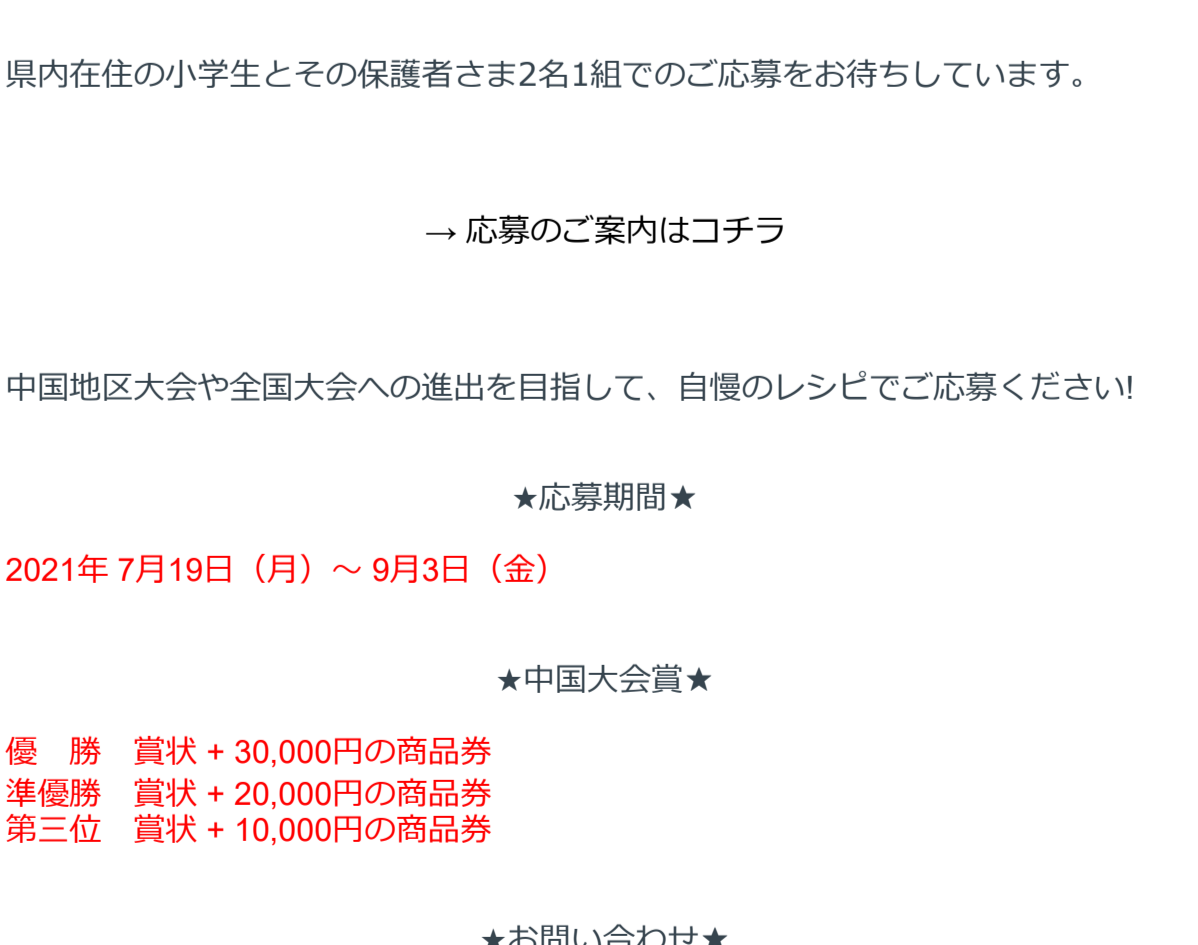 県内在住の小学生とその保護者さま2名1組でのご応募をお待ちしています。
→ 応募のご案内はコチラ
中国地区大会や全国大会への進出を目指して、自慢のレシピでご応募ください!
★応募期間★
2021年 7月19日（月）～ 9月3日（金）
★中国大会賞★
優　勝　賞状 + 30,000円の商品券
準優勝　賞状 + 20,000円の商品券
第三位　賞状 + 10,000円の商品券
★お問い合わせ★